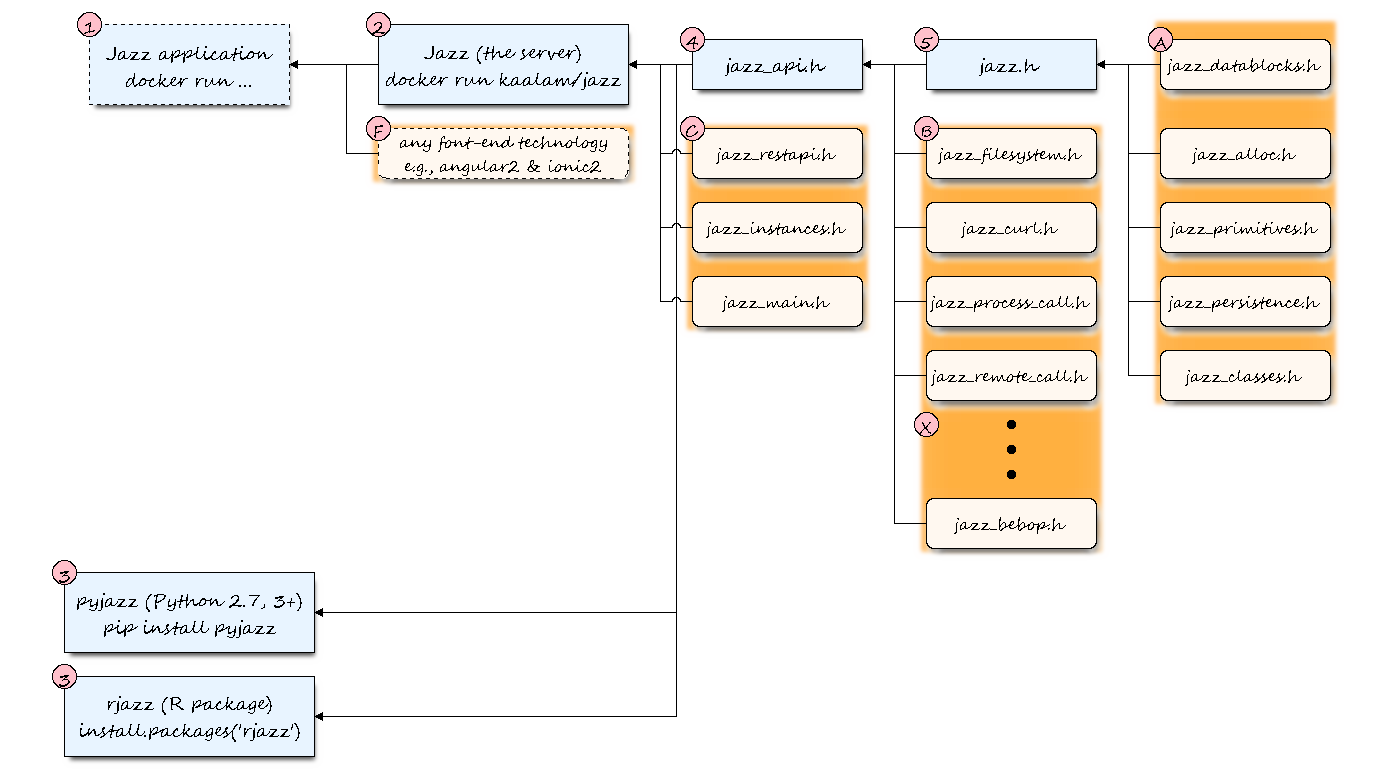 1
Jazz application
docker run ...
2
Jazz (the server)
docker run kaalam/jazz
F
any font-end technology
e.g., angular2 & ionic2
4
jazz_api.h
C
jazz_restapi.h
jazz_instances.h
jazz_main.h
5
jazz.h
B
jazz_filesystem.h
jazz_curl.h
jazz_process_call.h
jazz_remote_call.h
X
jazz_bebop.h
A
jazz_datablocks.h
jazz_alloc.h
jazz_primitives.h
jazz_persistence.h
jazz_classes.h
3
pyjazz (Python 2.7, 3+)
pip install pyjazz
3
rjazz (R package)
install.packages('rjazz')